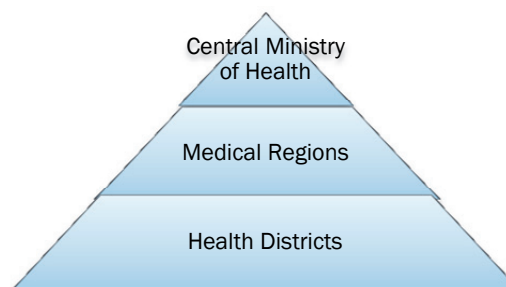 Central Ministry
of Health
Medical Regions
Health Districts